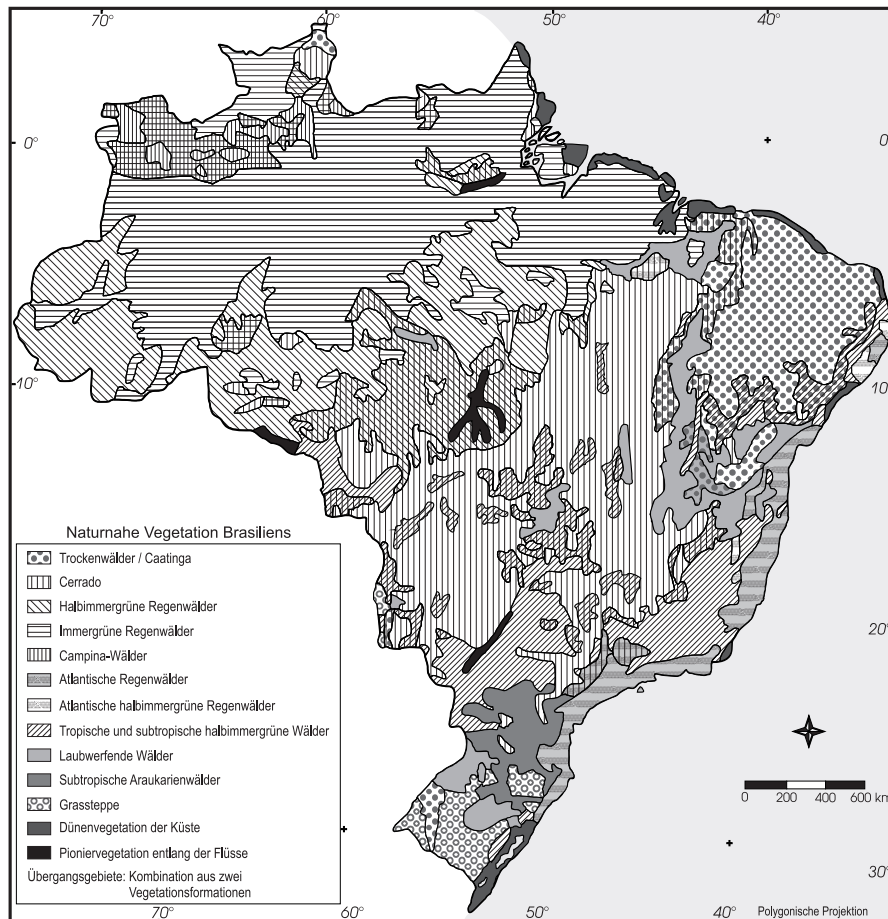 70° 60° 50° 40°
0° 0
10° 10°
20°
Naturnahe Vegetation Brasiliens
Trockenwälder / Caatinga
Cerrado
Halbimmergrüne Regenwälder
Immergrüne Regenwälder
Campina-Wälder
Atlantische Regenwälder
Atlantische halbimmergrüne Regenwälder
Tropische und subtropische halbimmergrüne Wälder
Laubwerfende Wälder
Subtropische Araukarienwälder
Grassteppe
Dünenvegetation der Küste
Pioniervegetation entlang der Flüsse
Übergangsgebiete: Kombination aus zwei
Vegetationsformationen
0 200 400 600 km
30°
70° 60° 50° 40°
Polygonische Projektion